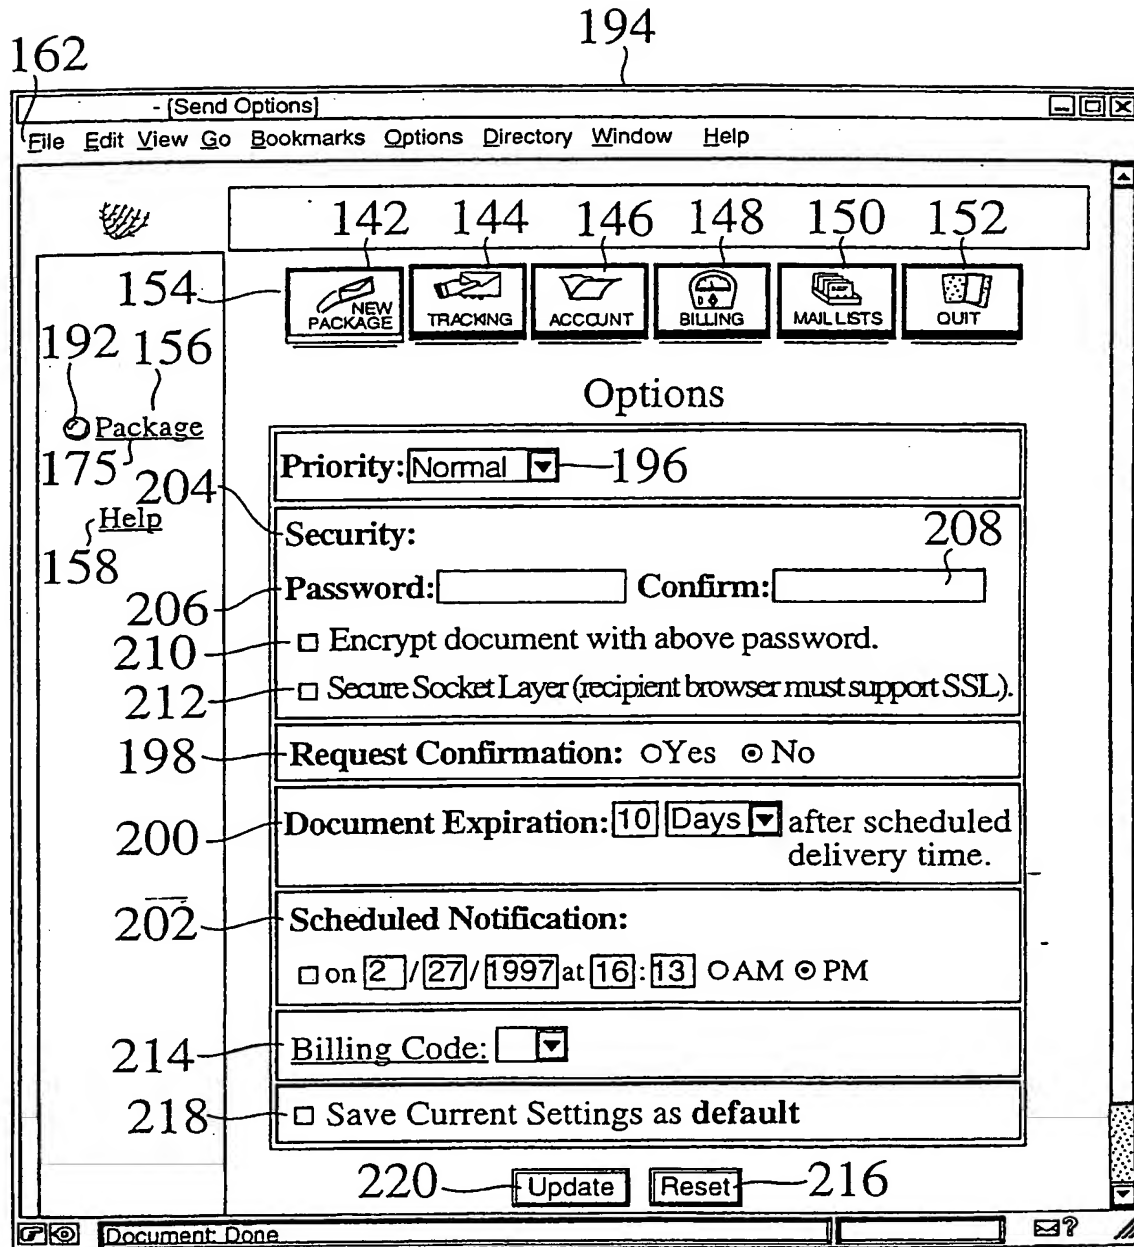 194
162
- [Send Options]
File Edit View Go Bookmarks Options Directory Window Help
142 144 146 148 150 152
154
NEW PACKAGE TRACKING ACCOUNT BILLING MAIL LISTS QUIT
192 156
Options
Package
175
Priority: Normal 196
204
Help
Security: 208
158
206 Password: Confirm:
210 Encrypt document with above password.
212 Secure Socket Layer (recipient browser must support SSL).
198 Request Confirmation: Yes No
200 Document Expiration: 10 Days after scheduled
delivery time.
202 Scheduled Notification:
on 2 / 27 / 1997 at 16 : 13 AM PM
214 Billing Code:
218 Save Current Settings as default
220 Update Reset 216
Document: Done
?